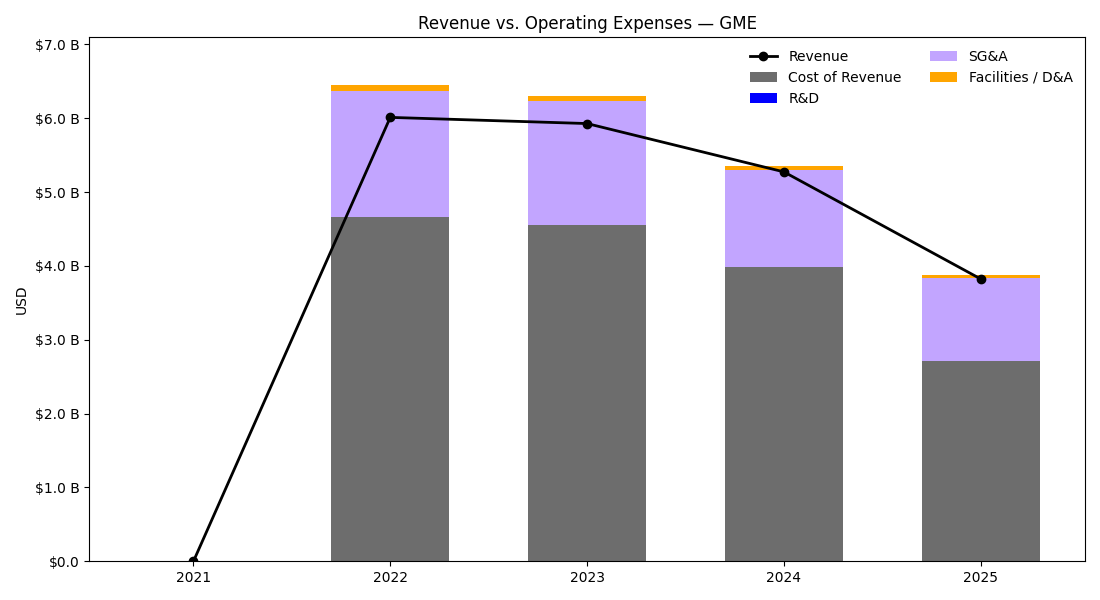 Revenue vs. Operating Expenses — GME
USD
$7.0 B
$6.0 B
$5.0 B
$4.0 B
$3.0 B
$2.0 B
$1.0 B
$0.0
Revenue
Cost of Revenue
R&D
SG&A
Facilities / D&A
2021
2022
2023
2024
2025